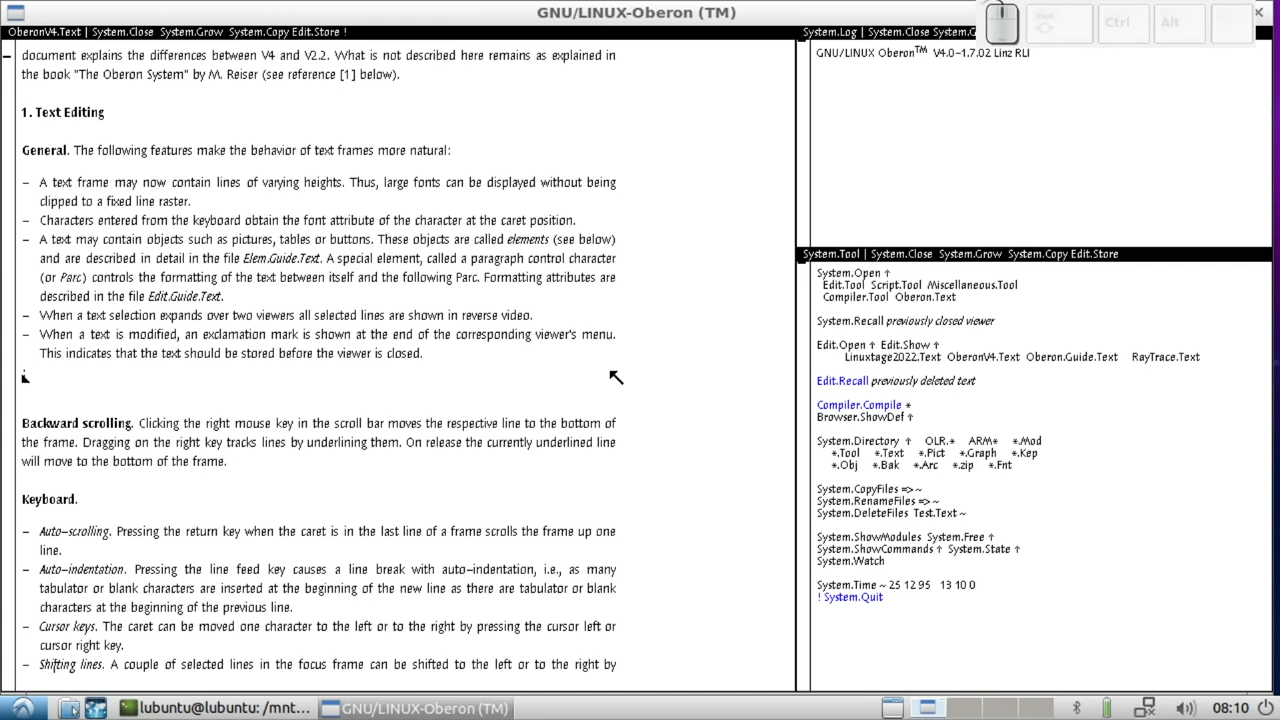 GNU/LINUX-Oberon (TM)
Ctrl Alt
OberonV4.Text | System.Close System.Grow System.Copy Edit.Store !
document explains the differences between V4 and V2.2. What is not described here remains as explained in
the book "The Oberon System" by M. Reiser (see reference [1] below).
1. Text Editing
General. The following features make the behavior of text frames more natural:
– A text frame may now contain lines of varying heights. Thus, large fonts can be displayed without being
clipped to a fixed line raster.
– Characters entered from the keyboard obtain the font attribute of the character at the caret position.
– A text may contain objects such as pictures, tables or buttons. These objects are called elements (see below)
and are described in detail in the file Elem.Guide.Text. A special element, called a paragraph control character
(or Parc) controls the formatting of the text between itself and the following Parc. Formatting attributes are
described in the file Edit.Guide.Text.
– When a text selection expands over two viewers all selected lines are shown in reverse video.
– When a text is modified, an exclamation mark is shown at the end of the corresponding viewer's menu.
This indicates that the text should be stored before the viewer is closed.
Backward scrolling. Clicking the right mouse key in the scroll bar moves the respective line to the bottom of
the frame. Dragging on the right key tracks lines by underlining them. On release the currently underlined line
will move to the bottom of the frame.
Keyboard.
– Auto-scrolling. Pressing the return key when the caret is in the last line of a frame scrolls the frame up one
line.
– Auto-indentation. Pressing the line feed key causes a line break with auto-indentation, i.e., as many
tabulator or blank characters are inserted at the beginning of the new line as there are tabulator or blank
characters at the beginning of the previous line.
– Cursor keys. The caret can be moved one character to the left or to the right by pressing the cursor left or
cursor right key.
– Shifting lines. A couple of selected lines in the focus frame can be shifted to the left or to the right by
System.Log | System.Close System.G
GNU/LINUX Oberon TM V4.0-1.7.02 Linz RLI
System.Tool | System.Close System.Grow System.Copy Edit.Store
System.Open ↑
Edit.Tool Script.Tool Miscellaneous.Tool
Compiler.Tool Oberon.Text
System.Recall previously closed viewer
Edit.Open ↑ Edit.Show ↑
Linuxtage2022.Text OberonV4.Text Oberon.Guide.Text RayTrace.Text
Edit.Recall previously deleted text
Compiler.Compile *
Browser.ShowDef ↑
System.Directory ↑ OLR.* ARM* *.Mod
*.Tool *.Text *.Pict *.Graph *.Kep
*.Obj *.Bak *.Arc *.zip *.Fnt
System.CopyFiles => ~
System.RenameFiles => ~
System.DeleteFiles Test.Text ~
System.ShowModules System.Free ↑
System.ShowCommands ↑ System.State ↑
System.Watch
System.Time ~ 25 12 95 13 10 0
! System.Quit
lubuntu@lubuntu: /mnt... GNU/LINUX-Oberon (TM) 08:10